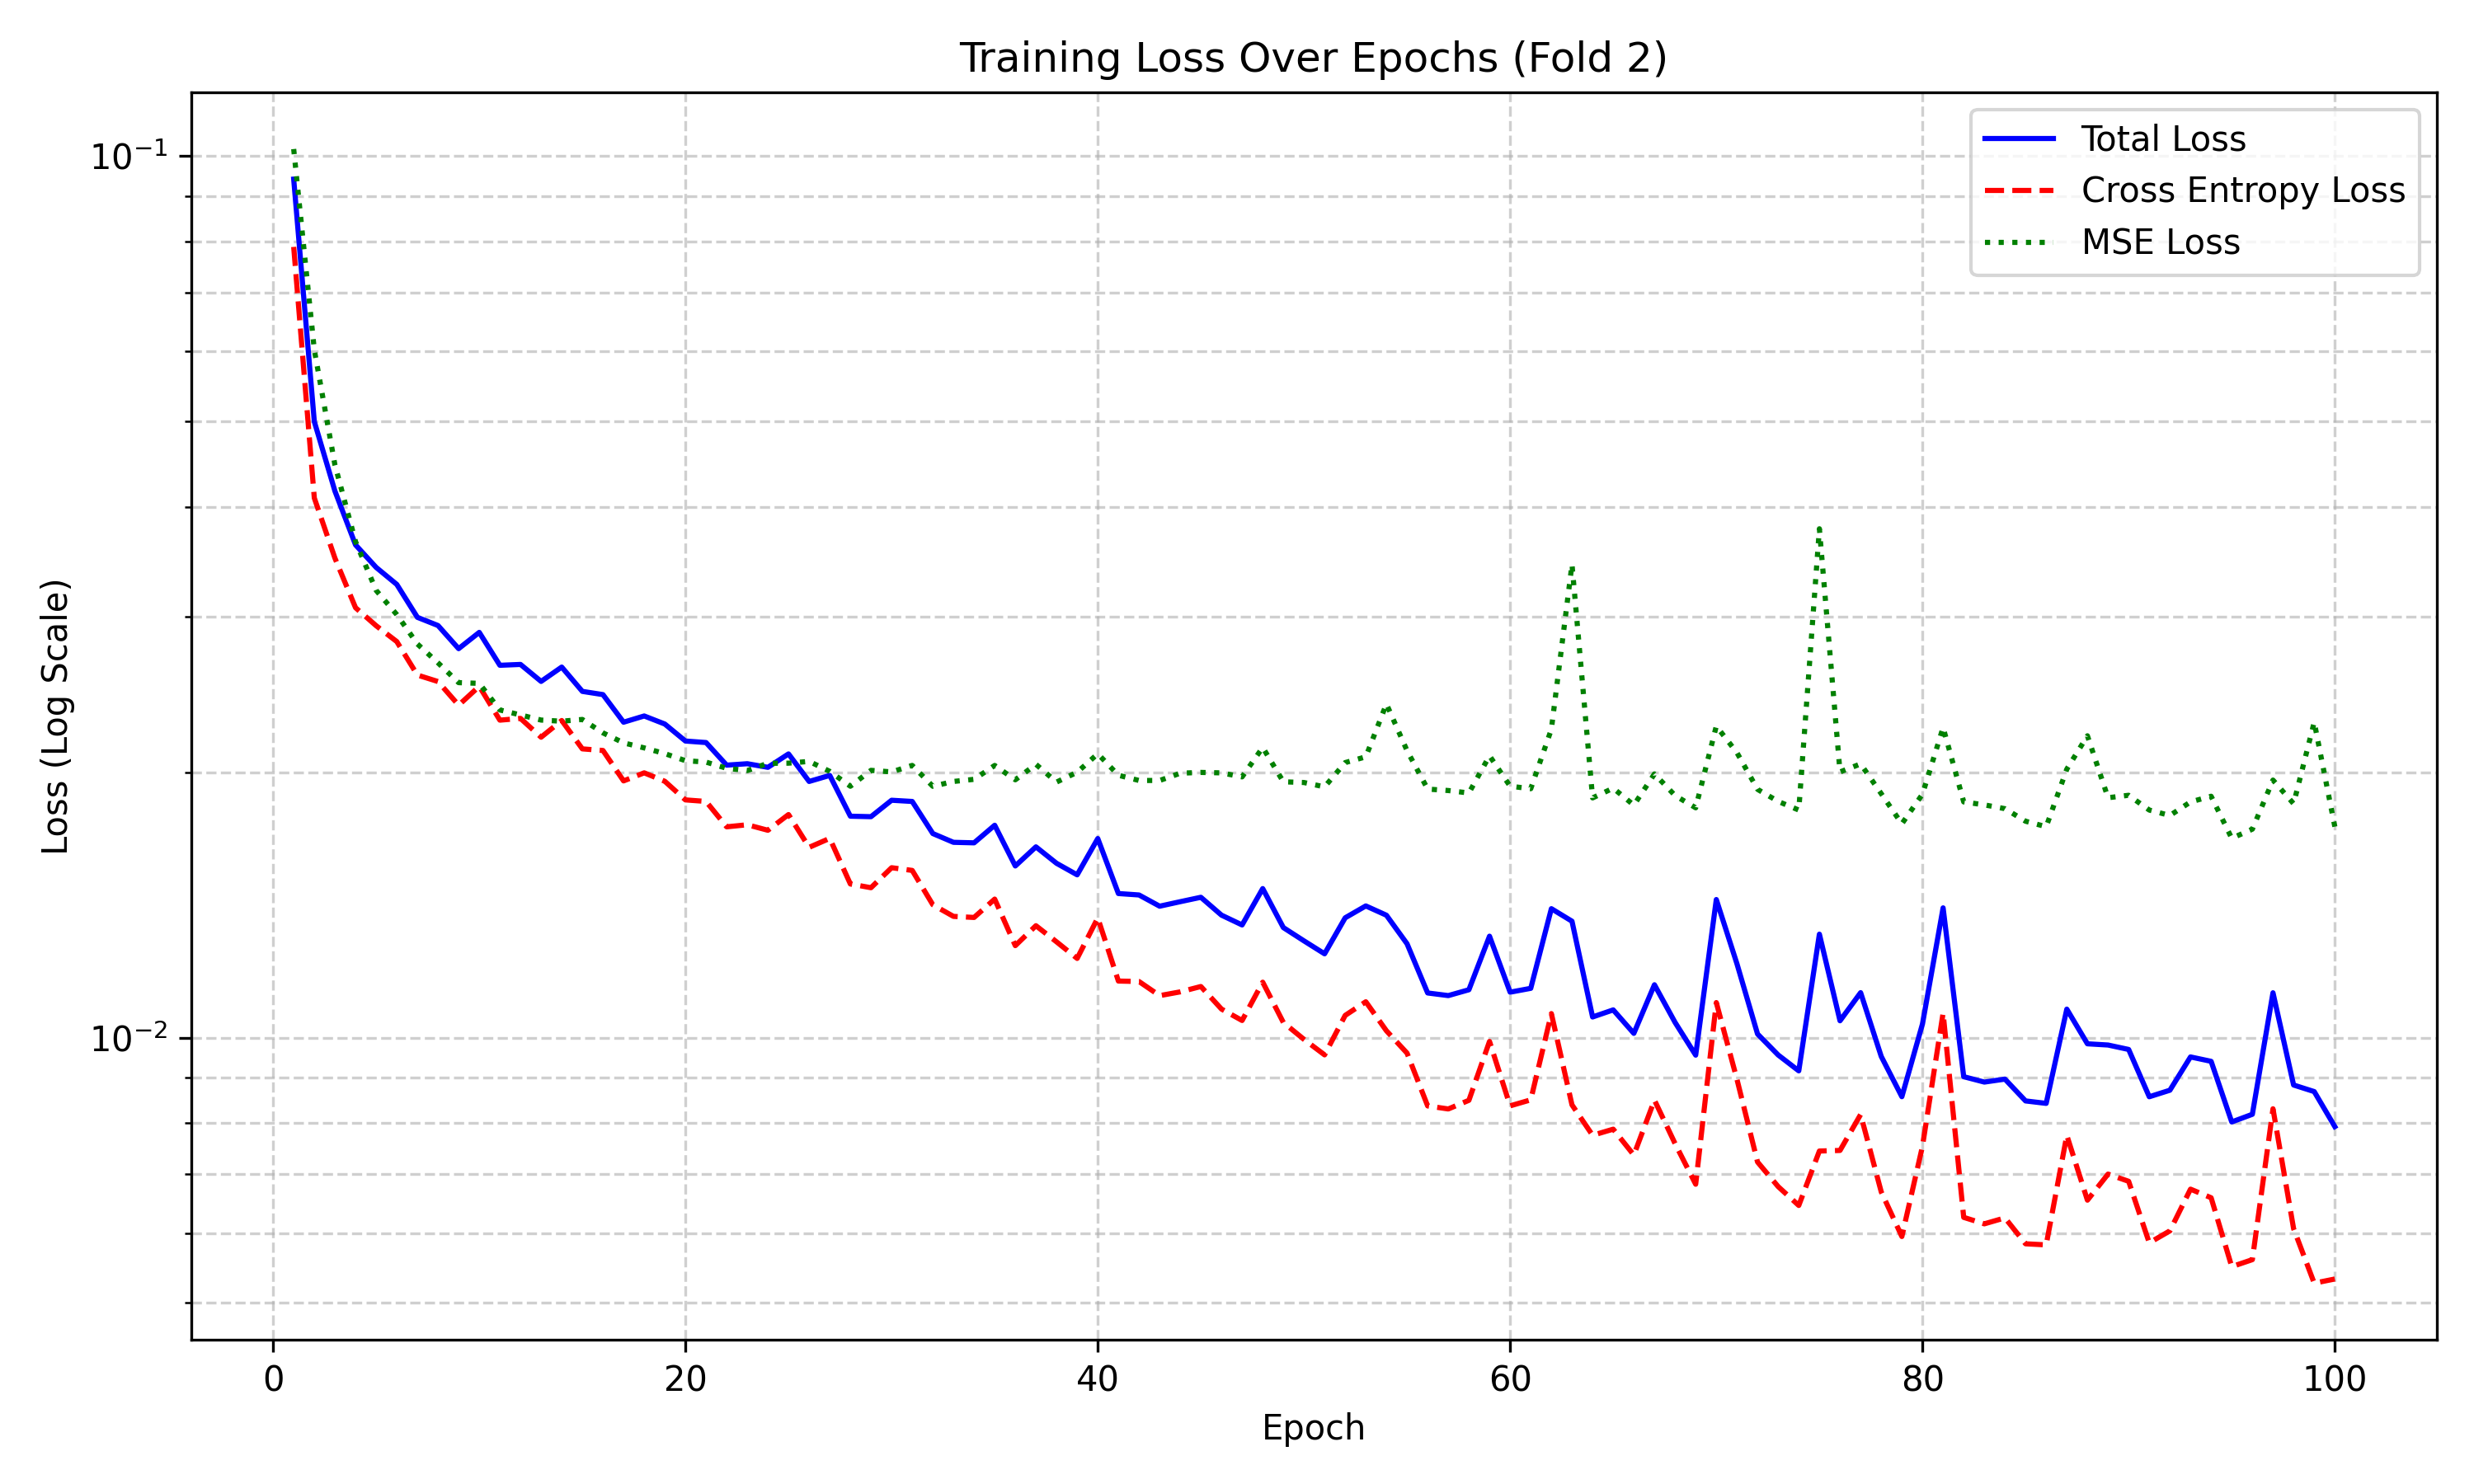 Training Loss Over Epochs (Fold 2)
Total Loss
Cross Entropy Loss
MSE Loss
Loss (Log Scale)
10⁻¹
10⁻²
0 20 40 60 80 100
Epoch